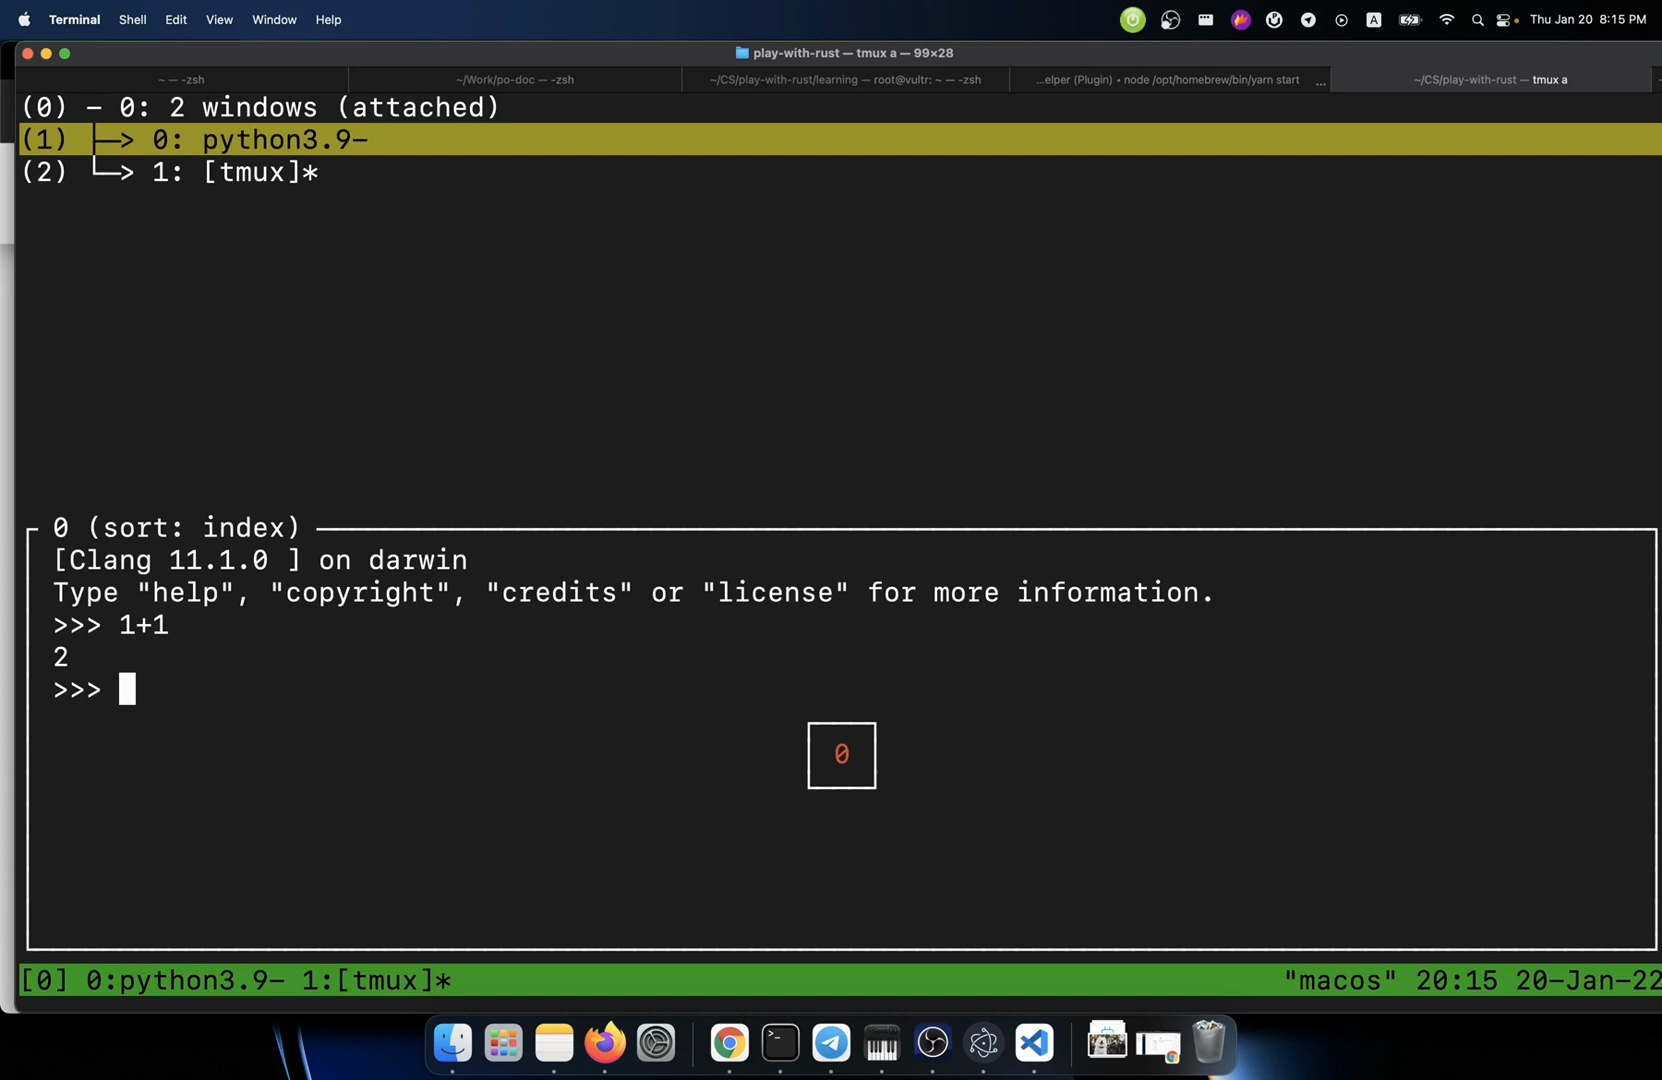 Terminal Shell Edit View Window Help
A
Thu Jan 20 8:15 PM
play-with-rust — tmux a — 99×28
~ — -zsh
~/Work/po-doc — -zsh
~/CS/play-with-rust/learning — root@vultr: ~ — -zsh
...elper (Plugin) • node /opt/homebrew/bin/yarn start ...
~/CS/play-with-rust — tmux a
(0) - 0: 2 windows (attached)
(1) ├─> 0: python3.9-
(2) └─> 1: [tmux]*
0 (sort: index)
[Clang 11.1.0 ] on darwin
Type "help", "copyright", "credits" or "license" for more information.
>>> 1+1
2
>>>
0
[0] 0:python3.9- 1:[tmux]* "macos" 20:15 20-Jan-22